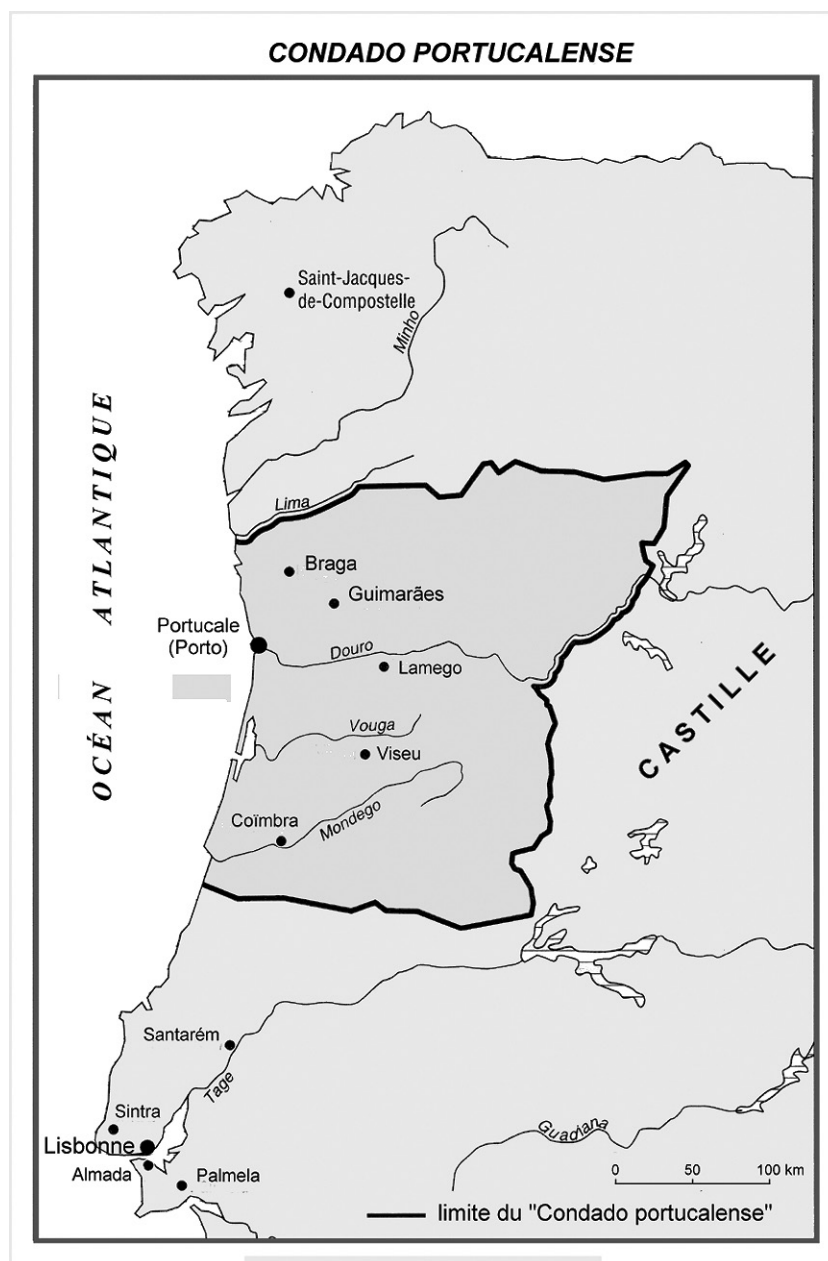 CONDADO PORTUCALENSE
Saint-Jacques-
de-Compostelle
Minho
OCÉAN ATLANTIQUE
Lima
Braga
Guimarães
Portucale
(Porto)
Douro
Lamego
Vouga
Viseu
CASTILLE
Coïmbra
Mondego
Santarém
Tage
Sintra
Lisbonne
Almada
Palmela
Guadiana
0 50 100 km
limite du "Condado portucalense"